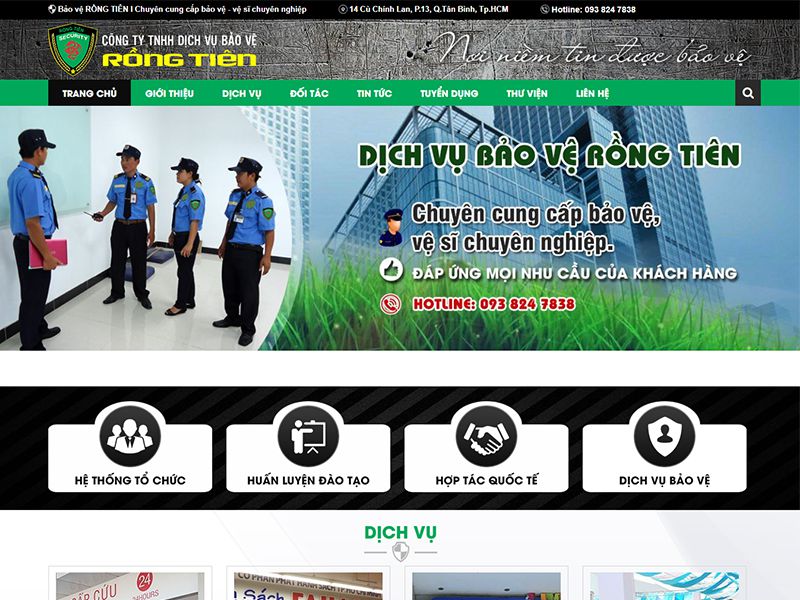 Bảo vệ RỒNG TIÊN I Chuyên cung cấp bảo vệ - vệ sĩ chuyên nghiệp
14 Cù Chính Lan, P.13, Q.Tân Bình, Tp.HCM
Hotline: 093 824 7838
RONG TIEN
SECURITY
CÔNG TY TNHH DỊCH VỤ BẢO VỆ
RỒNG TIÊN
Nơi niềm tin được bảo vệ
TRANG CHỦ
GIỚI THIỆU
DỊCH VỤ
ĐỐI TÁC
TIN TỨC
TUYỂN DỤNG
THƯ VIỆN
LIÊN HỆ
DỊCH VỤ BẢO VỆ RỒNG TIÊN
Chuyên cung cấp bảo vệ,
vệ sĩ chuyên nghiệp.
ĐÁP ỨNG MỌI NHU CẦU CỦA KHÁCH HÀNG
HOTLINE: 093 824 7838
HỆ THỐNG TỔ CHỨC
HUẤN LUYỆN ĐÀO TẠO
HỢP TÁC QUỐC TẾ
DỊCH VỤ BẢO VỆ
DỊCH VỤ
CẤP CỨU
24
HOURS
CỔ PHẦN PHÁT HÀNH SÁCH TP.HỒ CHÍ MINH
Sách